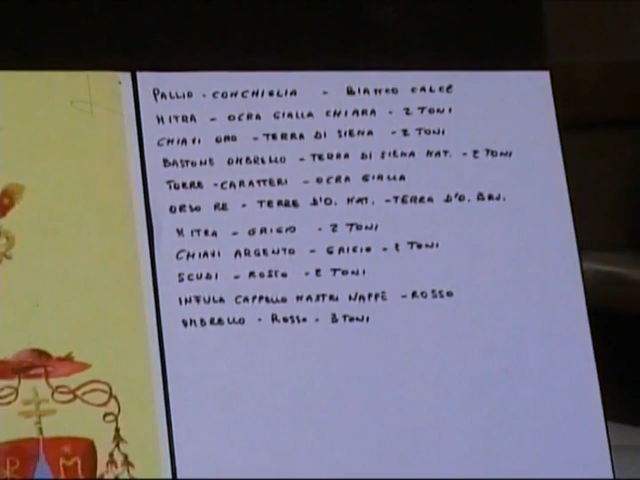 PALLIO - CONCHIGLIA - BIANCO CALCE
MITRA - OCRA GIALLA CHIARA - 2 TONI
CHIAVI ORO - TERRA DI SIENA - 2 TONI
BASTONE OMBRELLO - TERRA DI SIENA NAT. - 2 TONI
TORRE - CARATTERI - OCRA GIALLA
ORSO RE - TERRE D'O. NAT. - TERRA D'O. BRU.
MITRA - GRIGIO - 2 TONI
CHIAVI ARGENTO - GRIGIO - 2 TONI
SCUDI - ROSSO - 2 TONI
INFULA CAPPELLO NASTRI NAPPE - ROSSO
OMBRELLO - ROSSO - 3 TONI
P M